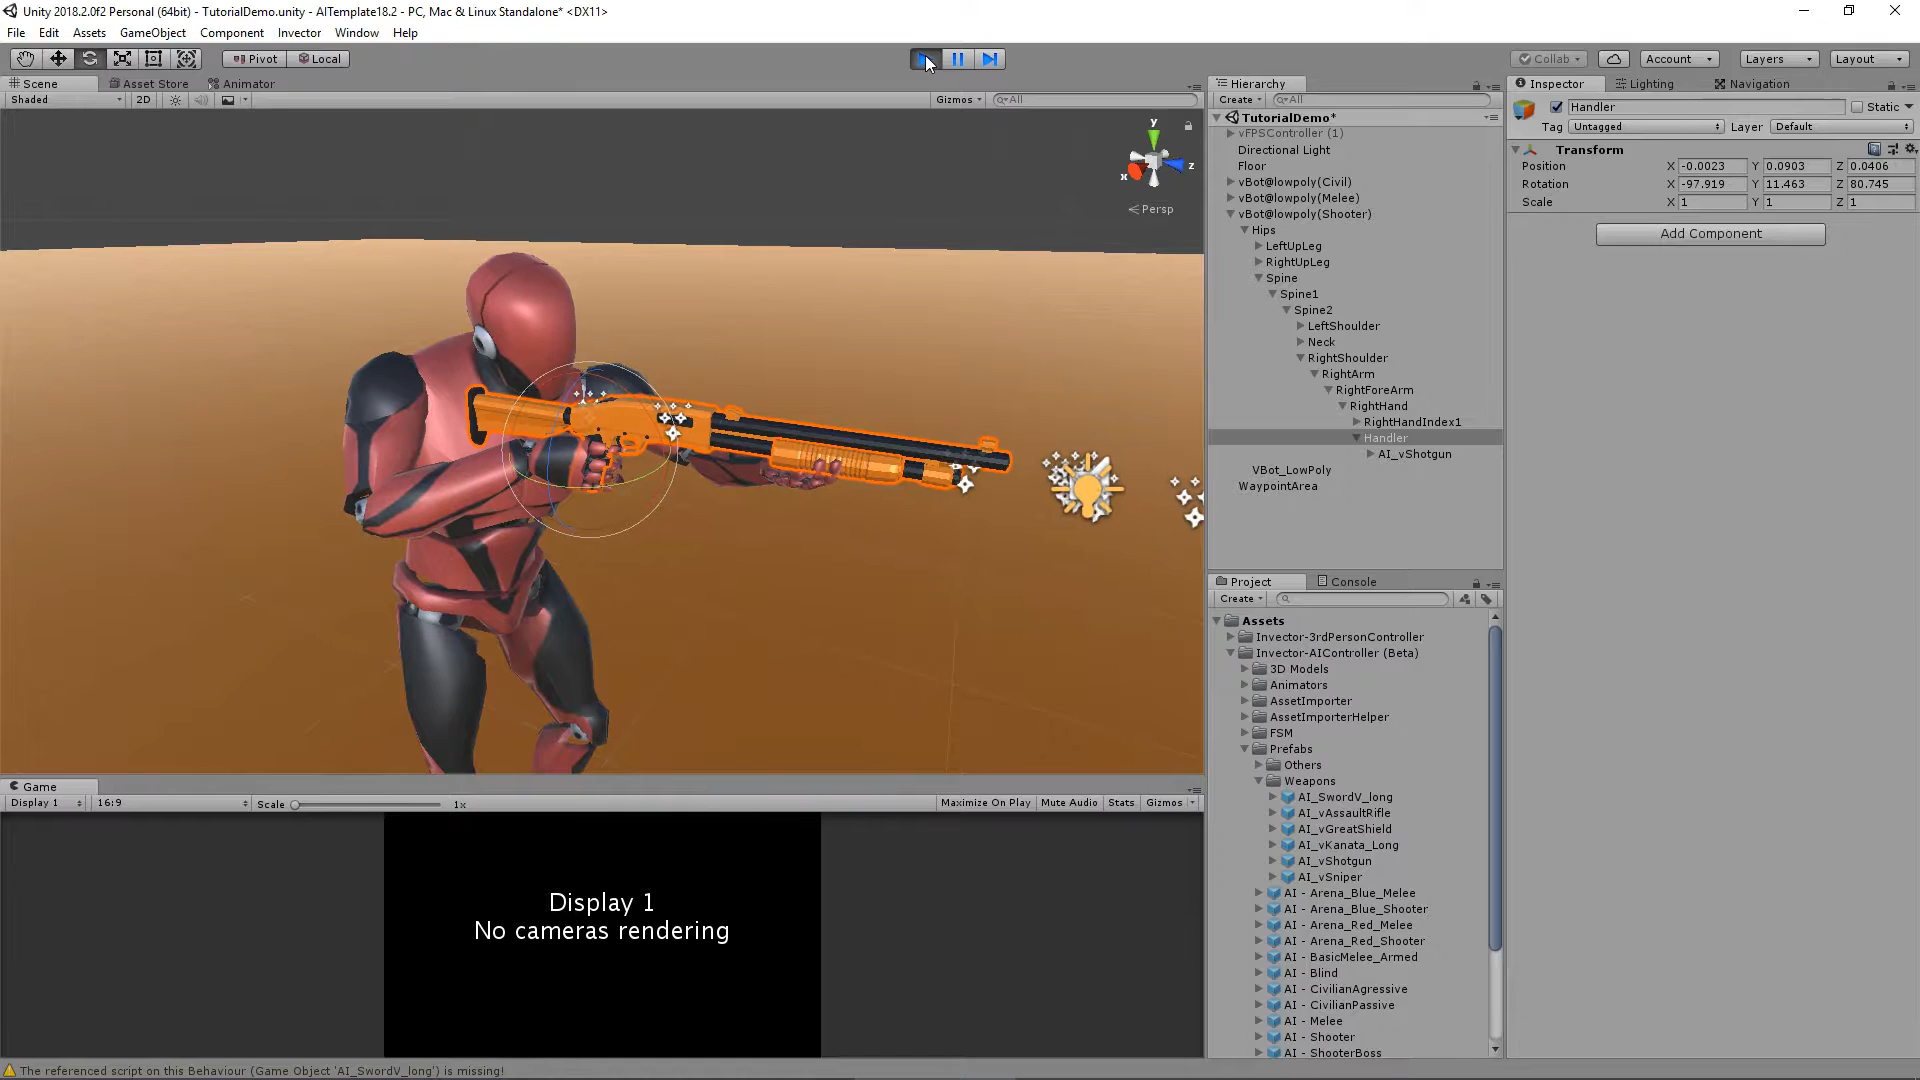 Unity 2018.2.0f2 Personal (64bit) - TutorialDemo.unity - AITemplate18.2 - PC, Mac & Linux Standalone* <DX11>
File Edit Assets GameObject Component Invector Window Help
Pivot Local
Collab Account Layers Layout
Scene Asset Store Animator
Shaded 2D Gizmos All
y
x
z
Persp
Hierarchy
Create All
TutorialDemo*
vFPSController (1)
Directional Light
Floor
vBot@lowpoly(Civil)
vBot@lowpoly(Melee)
vBot@lowpoly(Shooter)
Hips
LeftUpLeg
RightUpLeg
Spine
Spine1
Spine2
LeftShoulder
Neck
RightShoulder
RightArm
RightForeArm
RightHand
RightHandIndex1
Handler
AI_vShotgun
VBot_LowPoly
WaypointArea
Inspector Lighting Navigation
Handler Static
Tag Untagged Layer Default
Transform
Position X -0.0023 Y 0.0903 Z 0.0406
Rotation X -97.919 Y 11.463 Z 80.745
Scale X 1 Y 1 Z 1
Add Component
Project Console
Create
Assets
Invector-3rdPersonController
Invector-AIController (Beta)
3D Models
Animators
AssetImporter
AssetImporterHelper
FSM
Prefabs
Others
Weapons
AI_SwordV_long
AI_vAssaultRifle
AI_vGreatShield
AI_vKanata_Long
AI_vShotgun
AI_vSniper
AI - Arena_Blue_Melee
AI - Arena_Blue_Shooter
AI - Arena_Red_Melee
AI - Arena_Red_Shooter
AI - BasicMelee_Armed
AI - Blind
AI - CivilianAgressive
AI - CivilianPassive
AI - Melee
AI - Shooter
AI - ShooterBoss
Game
Display 1 16:9 Scale 1x Maximize On Play Mute Audio Stats Gizmos
Display 1
No cameras rendering
The referenced script on this Behaviour (Game Object 'AI_SwordV_long') is missing!